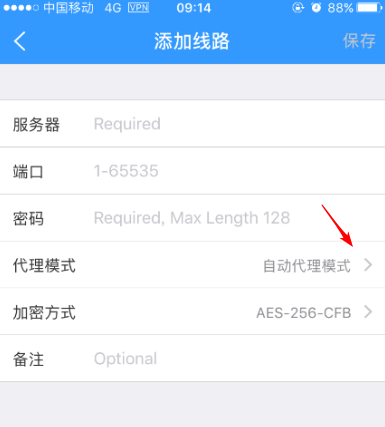 中国移动 4G VPN 09:14 88%
添加线路 保存
服务器 Required
端口 1-65535
密码 Required, Max Length 128
代理模式 自动代理模式
加密方式 AES-256-CFB
备注 Optional